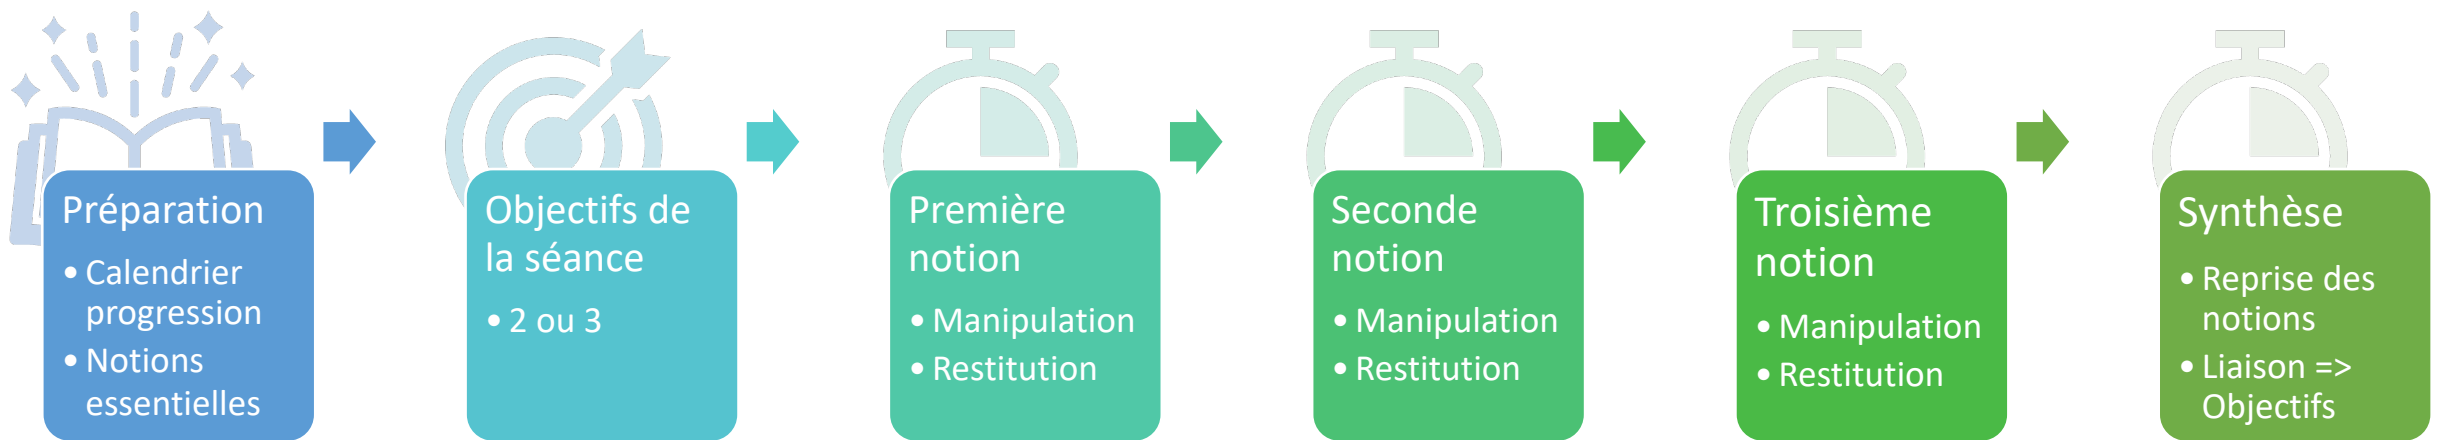 Préparation
• Calendrier
progression
• Notions
essentielles
Objectifs de
la séance
• 2 ou 3
Première
notion
• Manipulation
• Restitution
Seconde
notion
• Manipulation
• Restitution
Troisième
notion
• Manipulation
• Restitution
Synthèse
• Reprise des
notions
• Liaison =>
Objectifs